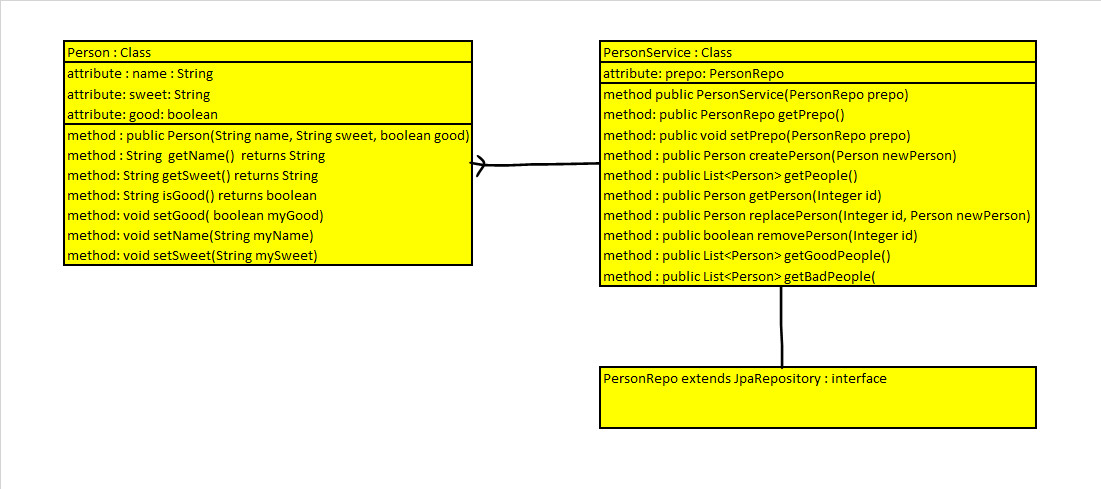 Person : Class
attribute : name : String
attribute: sweet: String
attribute: good: boolean
method : public Person(String name, String sweet, boolean good)
method : String  getName()  returns String
method: String getSweet() returns String
method: String isGood() returns boolean
method: void setGood( boolean myGood)
method: void setName(String myName)
method: void setSweet(String mySweet)
PersonService : Class
attribute: prepo: PersonRepo
method public PersonService(PersonRepo prepo)
method: public PersonRepo getPrepo()
method: public void setPrepo(PersonRepo prepo)
method : public Person createPerson(Person newPerson)
method : public List<Person> getPeople()
method : public Person getPerson(Integer id)
method : public Person replacePerson(Integer id, Person newPerson)
method : public boolean removePerson(Integer id)
method : public List<Person> getGoodPeople()
method : public List<Person> getBadPeople(
PersonRepo extends JpaRepository : interface